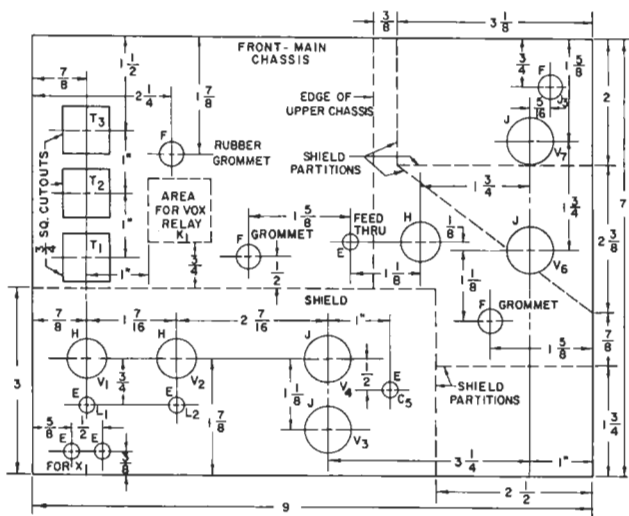 3/8
3 1/8
FRONT-MAIN
CHASSIS
7/8
1 1/2
2 1/4
1 7/8
EDGE OF
UPPER CHASSIS
3/4
F
1 5/8
J3
5/16
2
7
T3
F
RUBBER
GROMMET
J
V7
3/4 SQ. CUTOUTS
1"
SHIELD
PARTITIONS
T2
AREA
FOR VOX
RELAY
K1
1 3/4
1 5/8
FEED
THRU
H
1/8
1 3/4
J
1"
T1
F
GROMMET
E
V6
2 3/8
1"
3/4
1/2
1 1/8
1 1/8
SHIELD
F
GROMMET
7/8
1 7/16
2 7/16
1"
1 5/8
7/8
3
H
V1
H
V2
J
V4
E
C5
1/2
3/4
1 1/8
SHIELD
PARTITIONS
E
L1
E
L2
J
V3
1 7/8
1 3/4
5/8
1/2
E
E
FOR X1
3/8
3 1/4
1"
2 1/2
9